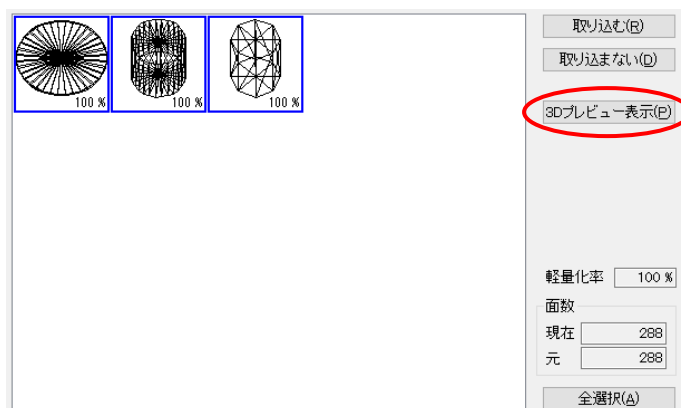 100 %
100 %
100 %
取り込む(R)
取り込まない(D)
3Dプレビュー表示(P)
軽量化率 100 %
面数
現在 288
元 288
全選択(A)